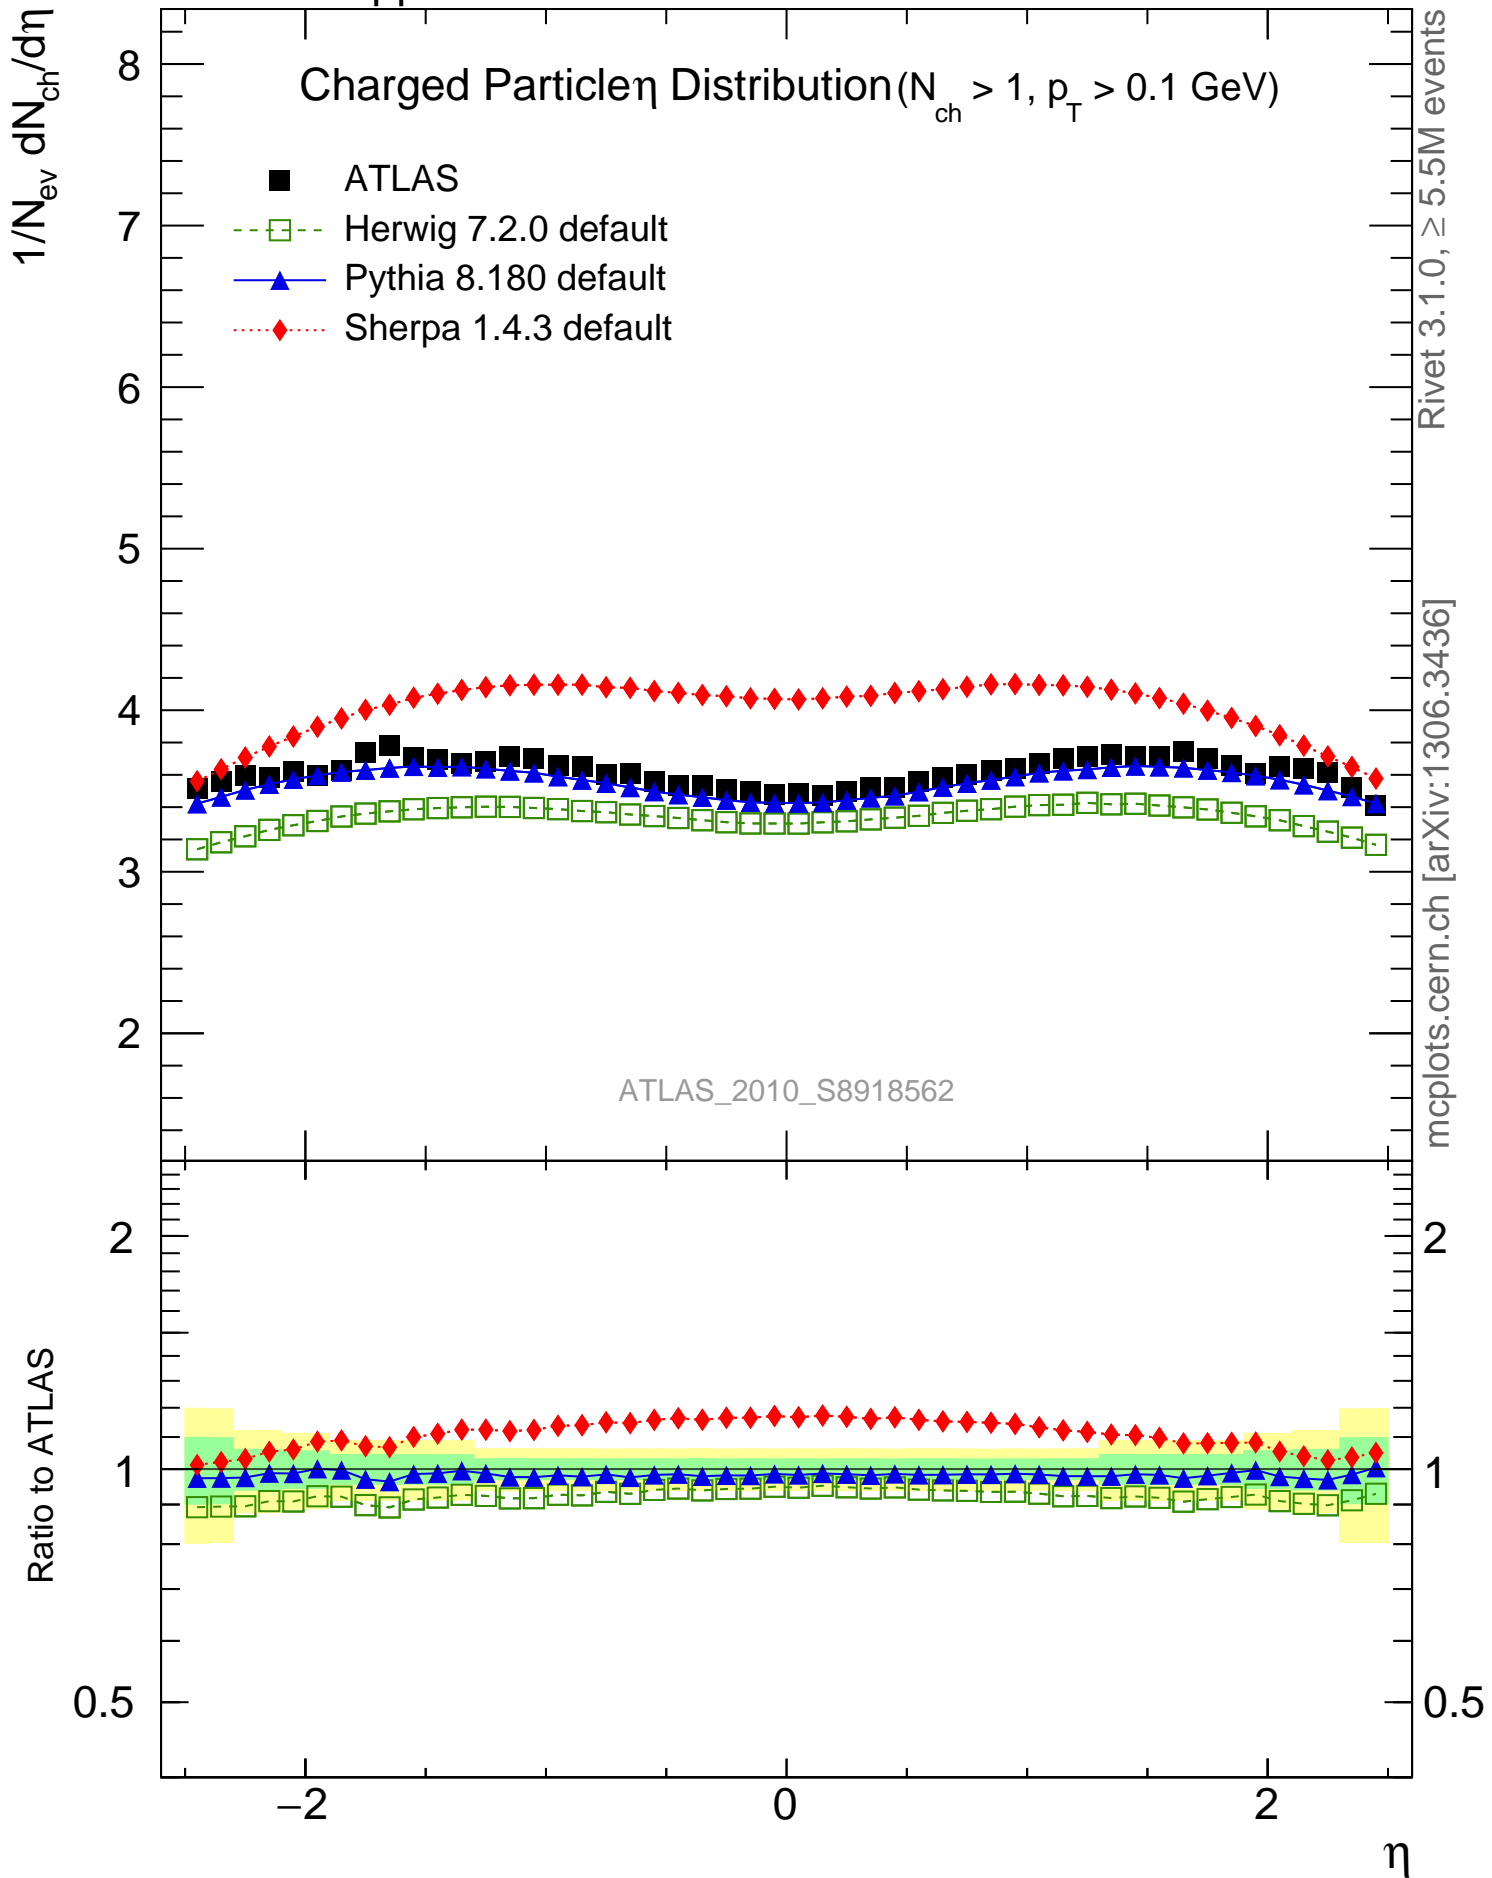 1/N_ev dN_ch/dη
Charged Particleη Distribution (N_ch > 1, p_T > 0.1 GeV)
ATLAS
Herwig 7.2.0 default
Pythia 8.180 default
Sherpa 1.4.3 default
8
7
6
5
4
3
2
ATLAS_2010_S8918562
Rivet 3.1.0, ≥ 5.5M events
mcplots.cern.ch [arXiv:1306.3436]
Ratio to ATLAS
2
1
0.5
2
1
0.5
−2
0
2
η